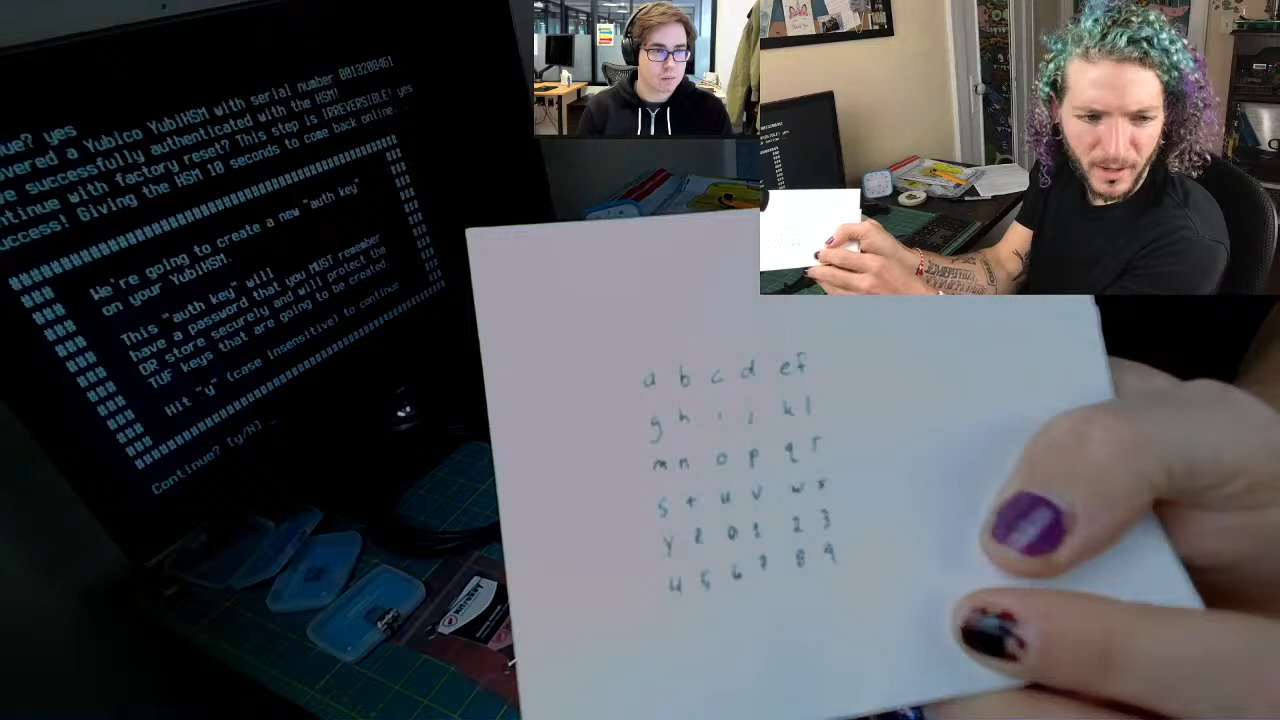 ue? yes
overed a Yubico YubiHSM with serial number 0013200461
ve successfully authenticated with the HSM!
ntinue with factory reset? This step is IRREVERSIBLE! yes
uccess! Giving the HSM 10 seconds to come back online
We're going to create a new "auth key"
on your YubiHSM.
This "auth key" will
have a password that you MUST remember
OR store securely and will protect the
TUF keys that are going to be created.
Hit "y" (case insensitive) to continue
Continue? [y/N]
a b c d e f
g h i j k l
m n o p q r
s t u v w x
y z 0 1 2 3
4 5 6 7 8 9